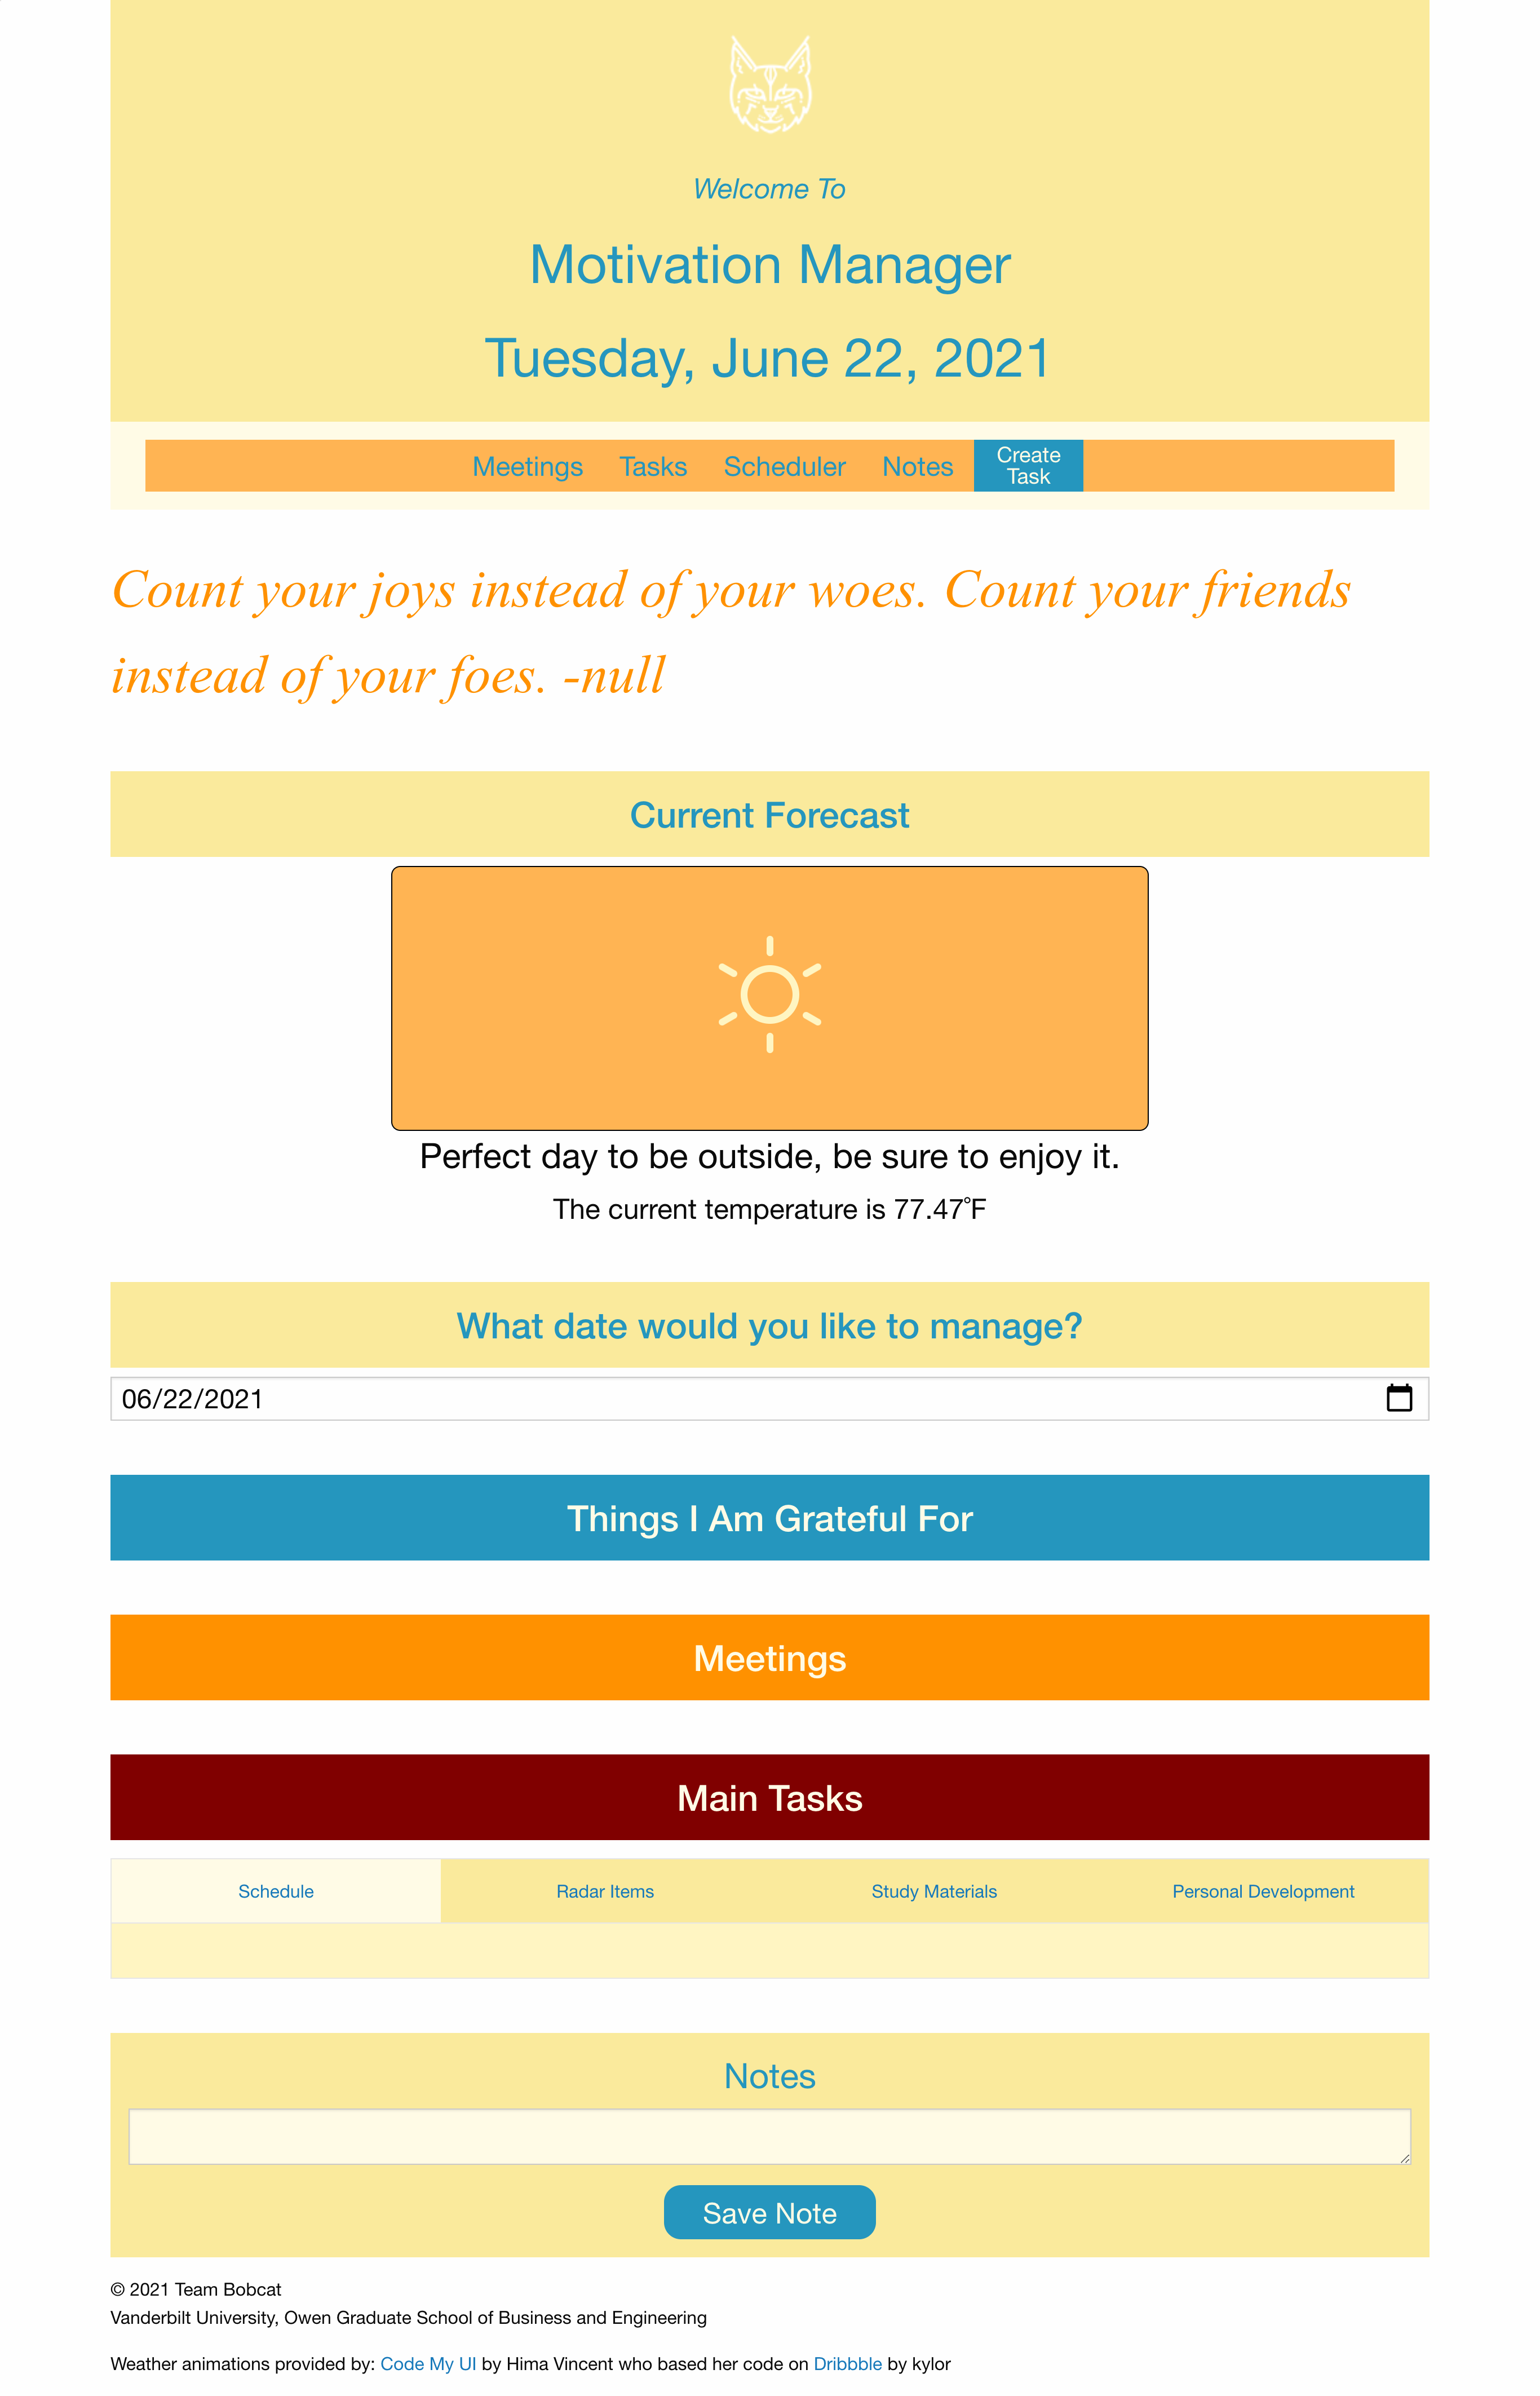 Welcome To
Motivation Manager
Tuesday, June 22, 2021
Meetings Tasks Scheduler Notes Create Task
Count your joys instead of your woes. Count your friends
instead of your foes. -null
Current Forecast
Perfect day to be outside, be sure to enjoy it.
The current temperature is 77.47°F
What date would you like to manage?
06/22/2021
Things I Am Grateful For
Meetings
Main Tasks
Schedule Radar Items Study Materials Personal Development
Notes
Save Note
© 2021 Team Bobcat
Vanderbilt University, Owen Graduate School of Business and Engineering
Weather animations provided by: Code My UI by Hima Vincent who based her code on Dribbble by kylor